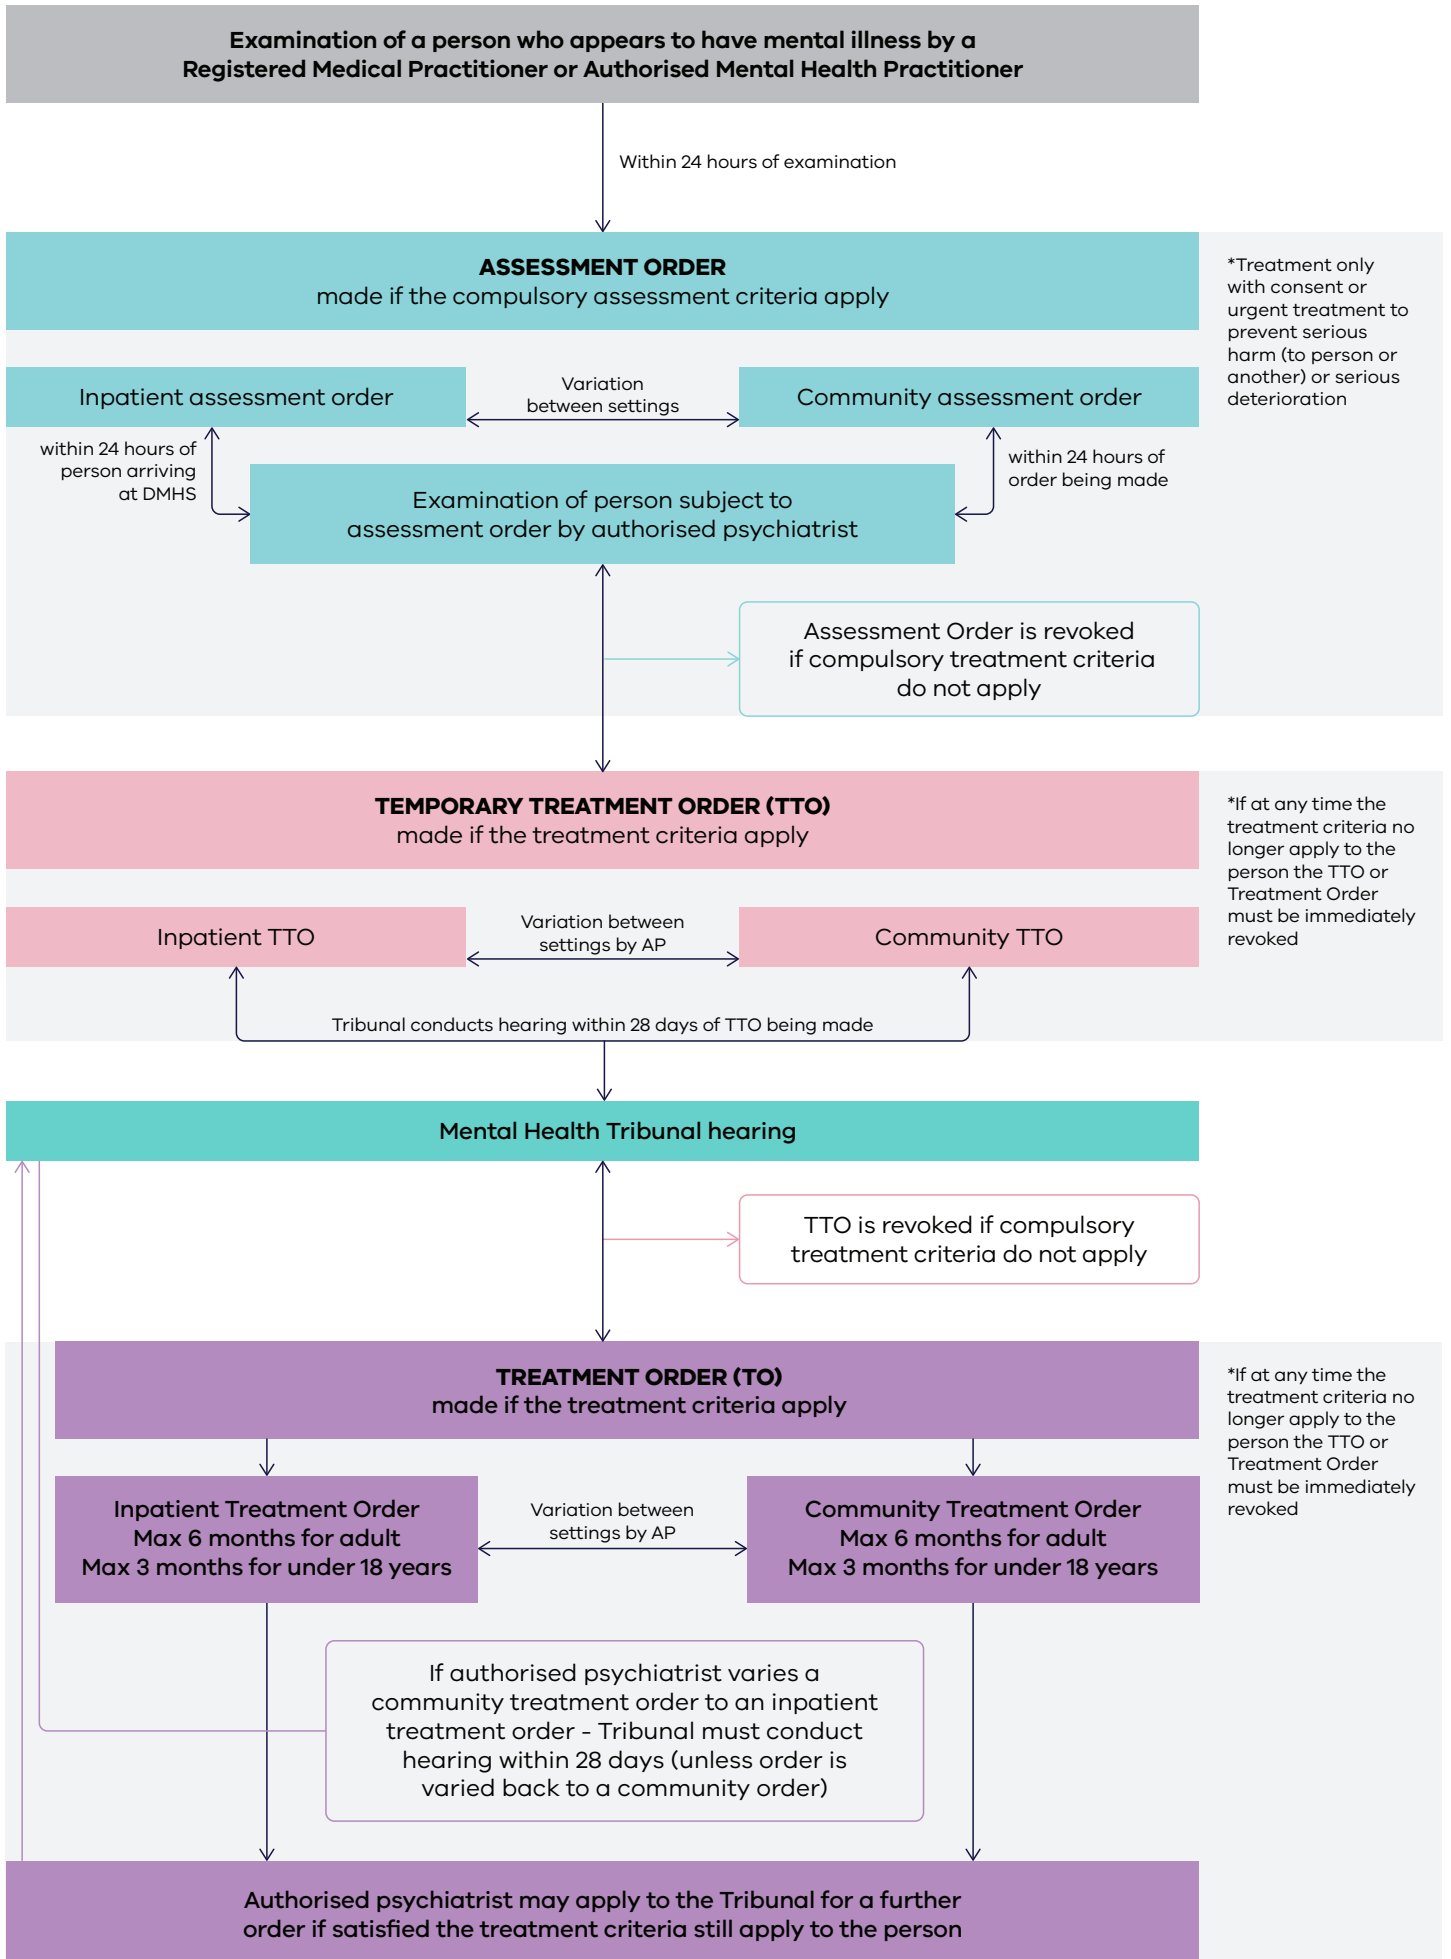 Examination of a person who appears to have mental illness by a
Registered Medical Practitioner or Authorised Mental Health Practitioner
Within 24 hours of examination
ASSESSMENT ORDER
made if the compulsory assessment criteria apply
*Treatment only
with consent or
urgent treatment to
prevent serious
harm (to person or
another) or serious
deterioration
Inpatient assessment order
Variation
between settings
Community assessment order
within 24 hours of
person arriving
at DMHS
Examination of person subject to
assessment order by authorised psychiatrist
within 24 hours of
order being made
Assessment Order is revoked
if compulsory treatment criteria
do not apply
TEMPORARY TREATMENT ORDER (TTO)
made if the treatment criteria apply
*If at any time the
treatment criteria no
longer apply to the
person the TTO or
Treatment Order
must be immediately
revoked
Inpatient TTO
Variation between
settings by AP
Community TTO
Tribunal conducts hearing within 28 days of TTO being made
Mental Health Tribunal hearing
TTO is revoked if compulsory
treatment criteria do not apply
TREATMENT ORDER (TO)
made if the treatment criteria apply
*If at any time the
treatment criteria no
longer apply to the
person the TTO or
Treatment Order
must be immediately
revoked
Inpatient Treatment Order
Max 6 months for adult
Max 3 months for under 18 years
Variation between
settings by AP
Community Treatment Order
Max 6 months for adult
Max 3 months for under 18 years
If authorised psychiatrist varies a
community treatment order to an inpatient
treatment order - Tribunal must conduct
hearing within 28 days (unless order is
varied back to a community order)
Authorised psychiatrist may apply to the Tribunal for a further
order if satisfied the treatment criteria still apply to the person